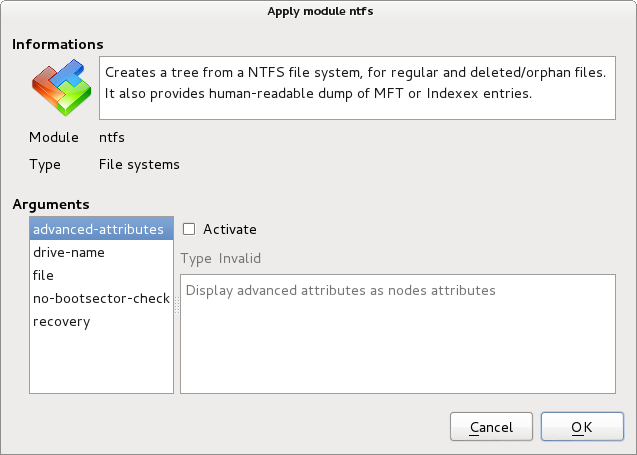 Apply module ntfs
Informations
Creates a tree from a NTFS file system, for regular and deleted/orphan files.
It also provides human-readable dump of MFT or Indexex entries.
Module ntfs
Type File systems
Arguments
advanced-attributes
drive-name
file
no-bootsector-check
recovery
Activate
Type Invalid
Display advanced attributes as nodes attributes
Cancel
OK